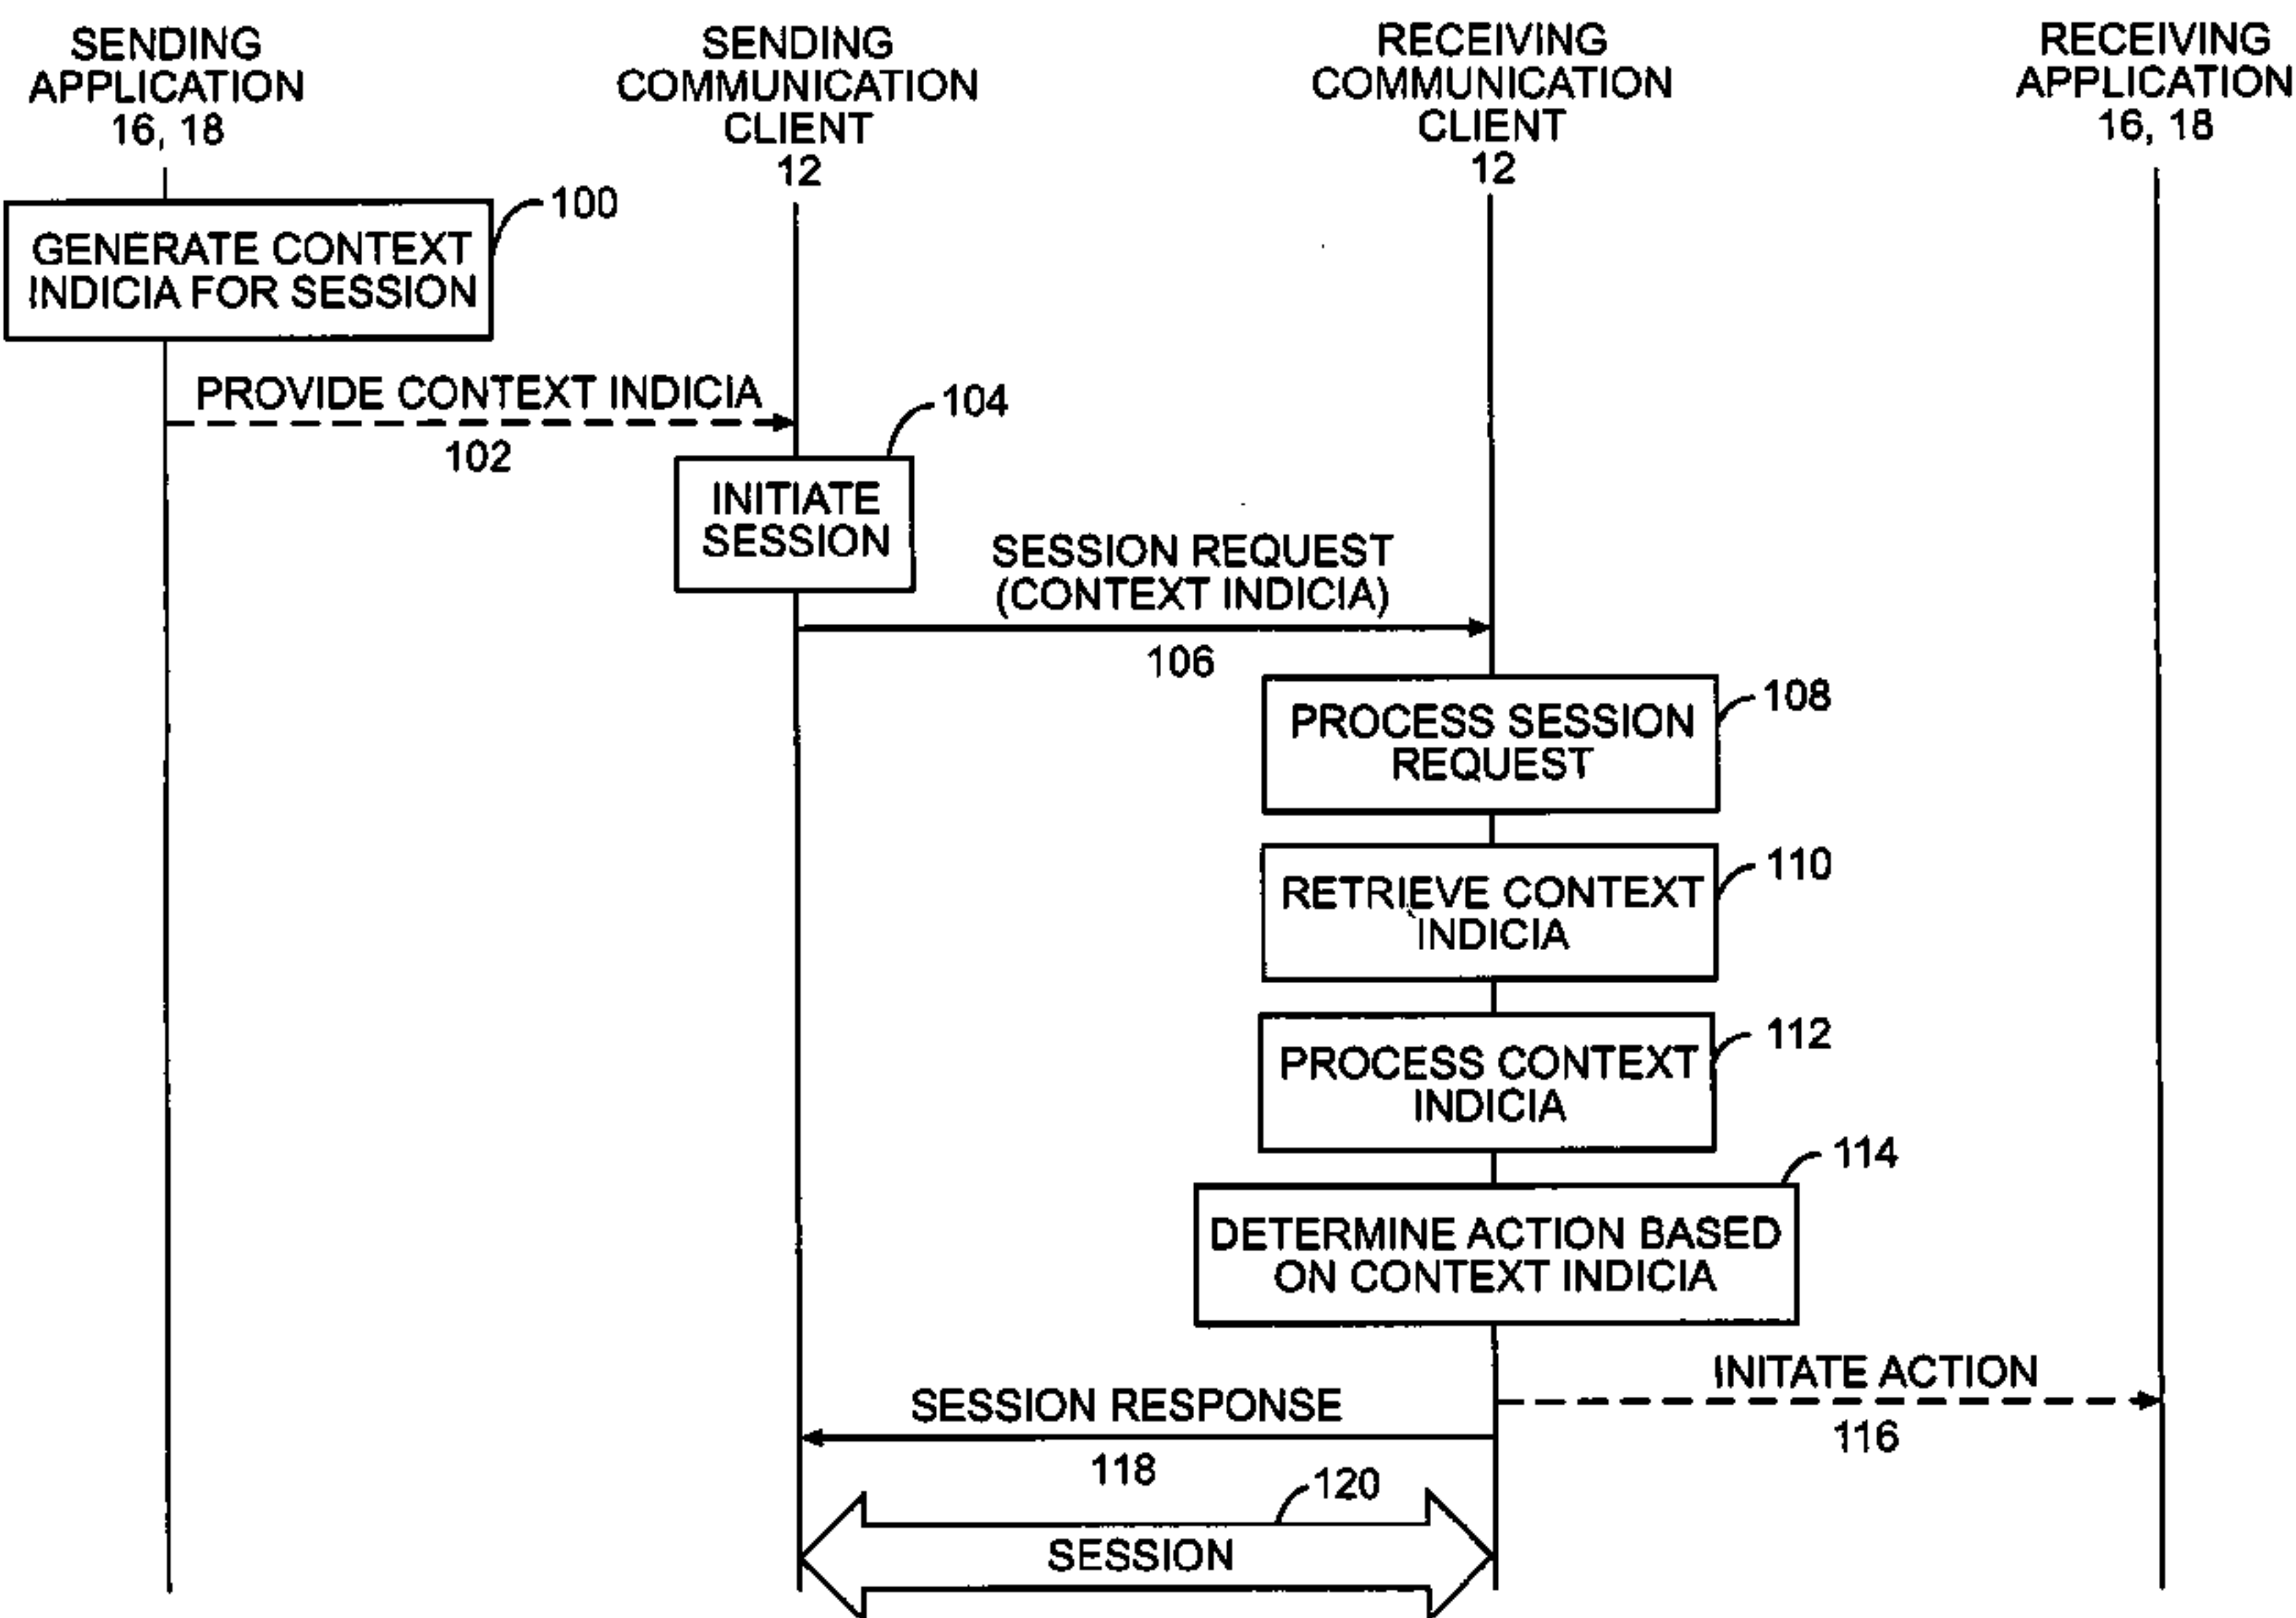 SENDING
APPLICATION
16, 18
SENDING
COMMUNICATION
CLIENT
12
RECEIVING
COMMUNICATION
CLIENT
12
RECEIVING
APPLICATION
16, 18
GENERATE CONTEXT
INDICIA FOR SESSION
100
PROVIDE CONTEXT INDICIA
102
104
INITIATE
SESSION
SESSION REQUEST
(CONTEXT INDICIA)
106
PROCESS SESSION
REQUEST
108
RETRIEVE CONTEXT
INDICIA
110
PROCESS CONTEXT
INDICIA
112
114
DETERMINE ACTION BASED
ON CONTEXT INDICIA
INITATE ACTION
116
SESSION RESPONSE
118
120
SESSION